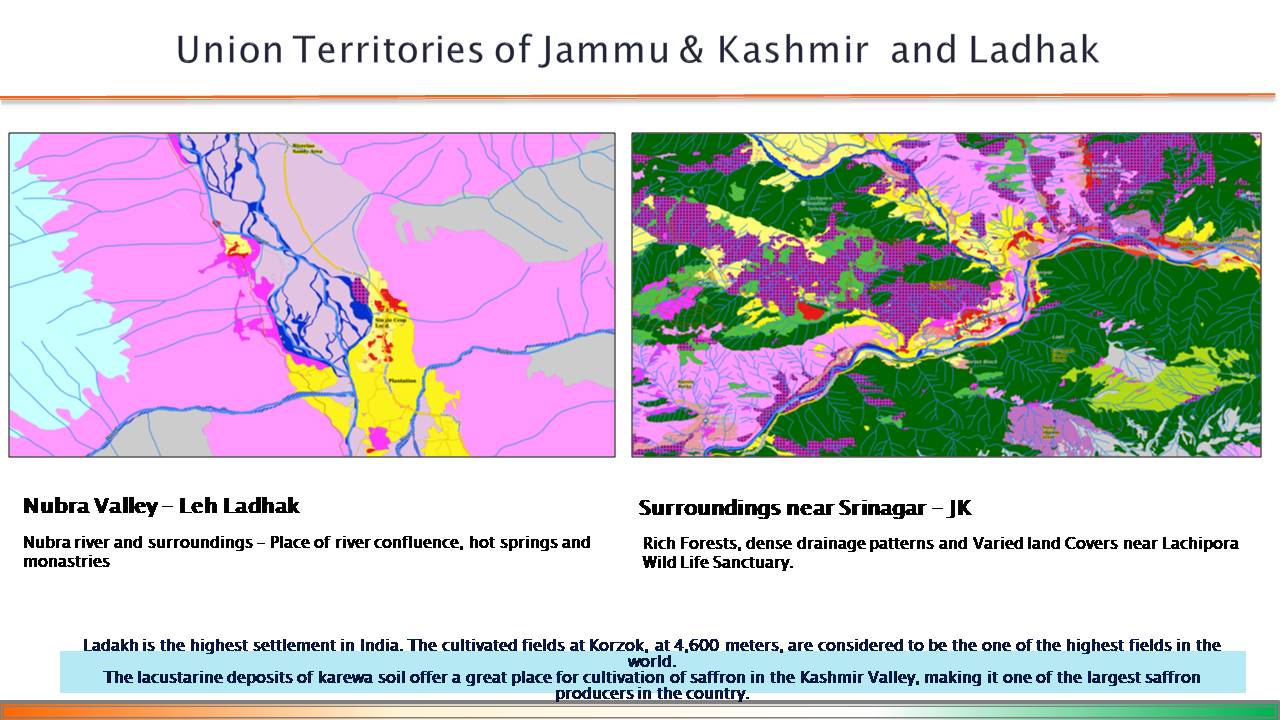 Union Territories of Jammu & Kashmir and Ladhak
Riverine
Sandy Area
Single Crop
Land
Plantation
Nubra Valley – Leh Ladhak
Nubra river and surroundings – Place of river confluence, hot springs and
monastries
Surroundings near Srinagar – JK
Rich Forests, dense drainage patterns and Varied land Covers near Lachipora
Wild Life Sanctuary.
Ladakh is the highest settlement in India. The cultivated fields at Korzok, at 4,600 meters, are considered to be the one of the highest fields in the
world.
The lacustarine deposits of karewa soil offer a great place for cultivation of saffron in the Kashmir Valley, making it one of the largest saffron
producers in the country.